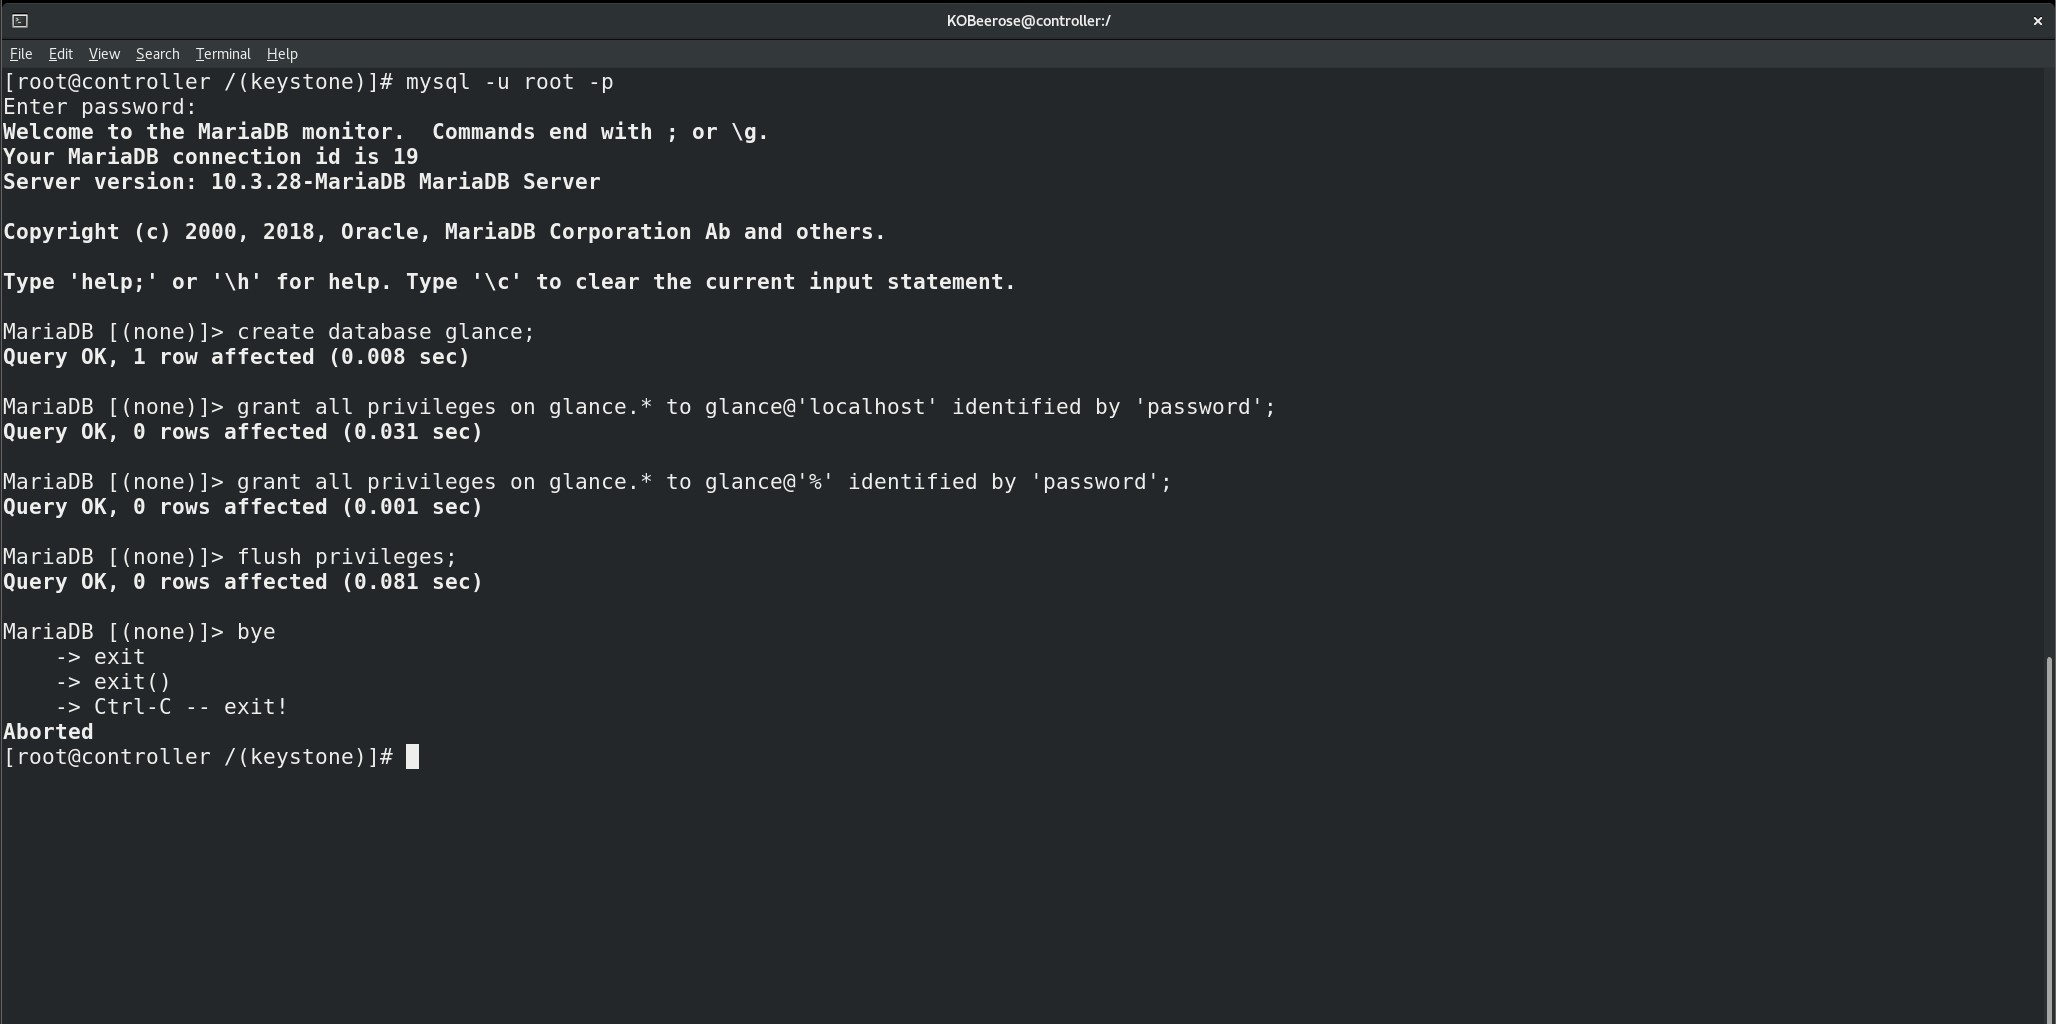 KOBeerose@controller:/
File Edit View Search Terminal Help
[root@controller /(keystone)]# mysql -u root -p
Enter password:
Welcome to the MariaDB monitor.  Commands end with ; or \g.
Your MariaDB connection id is 19
Server version: 10.3.28-MariaDB MariaDB Server
Copyright (c) 2000, 2018, Oracle, MariaDB Corporation Ab and others.
Type 'help;' or '\h' for help. Type '\c' to clear the current input statement.
MariaDB [(none)]> create database glance;
Query OK, 1 row affected (0.008 sec)
MariaDB [(none)]> grant all privileges on glance.* to glance@'localhost' identified by 'password';
Query OK, 0 rows affected (0.031 sec)
MariaDB [(none)]> grant all privileges on glance.* to glance@'%' identified by 'password';
Query OK, 0 rows affected (0.001 sec)
MariaDB [(none)]> flush privileges;
Query OK, 0 rows affected (0.081 sec)
MariaDB [(none)]> bye
    -> exit
    -> exit()
    -> Ctrl-C -- exit!
Aborted
[root@controller /(keystone)]#